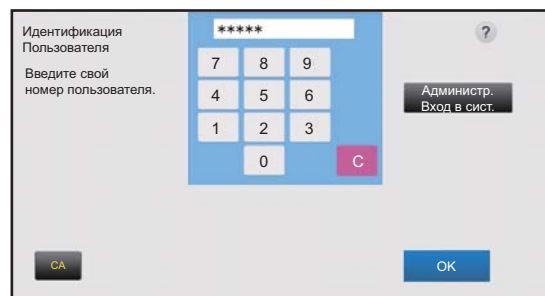 Идентификация
Пользователя
Введите свой
номер пользователя.
*****
7 8 9
4 5 6
1 2 3
0 C
?
Администр.
Вход в сист.
CA
OK